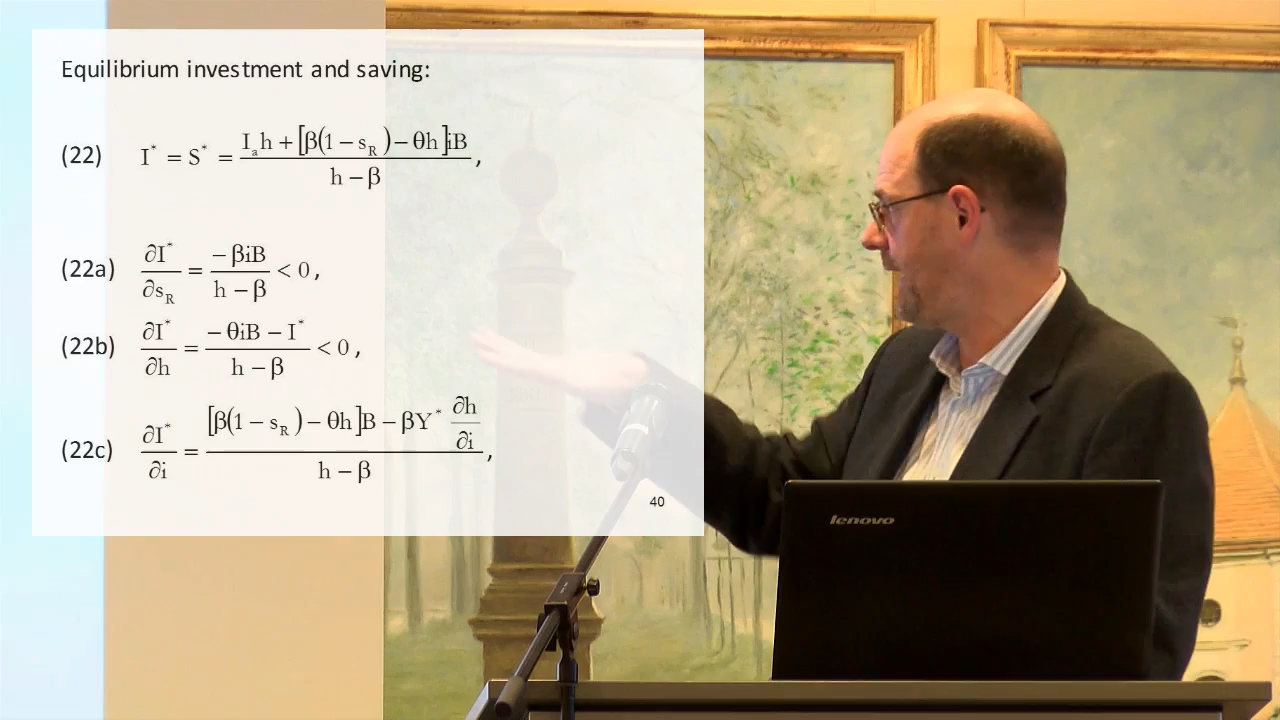 Equilibrium investment and saving:
(22) I* = S* = (I_a h + [β(1 − s_R) − θh]iB) / (h − β),
(22a) ∂I*/∂s_R = (−βiB) / (h − β) < 0,
(22b) ∂I*/∂h = (−θiB − I*) / (h − β) < 0,
(22c) ∂I*/∂i = ([β(1 − s_R) − θh]B − βY* ∂h/∂i) / (h − β),
40
lenovo